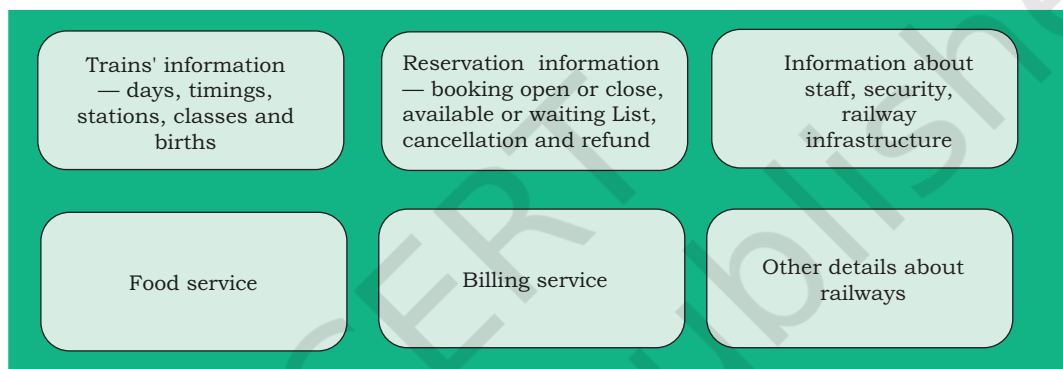 Trains' information
— days, timings,
stations, classes and
births
Reservation  information
— booking open or close,
available or waiting List,
cancellation and refund
Information about
staff, security,
railway
infrastructure
Food service
Billing service
Other details about
railways